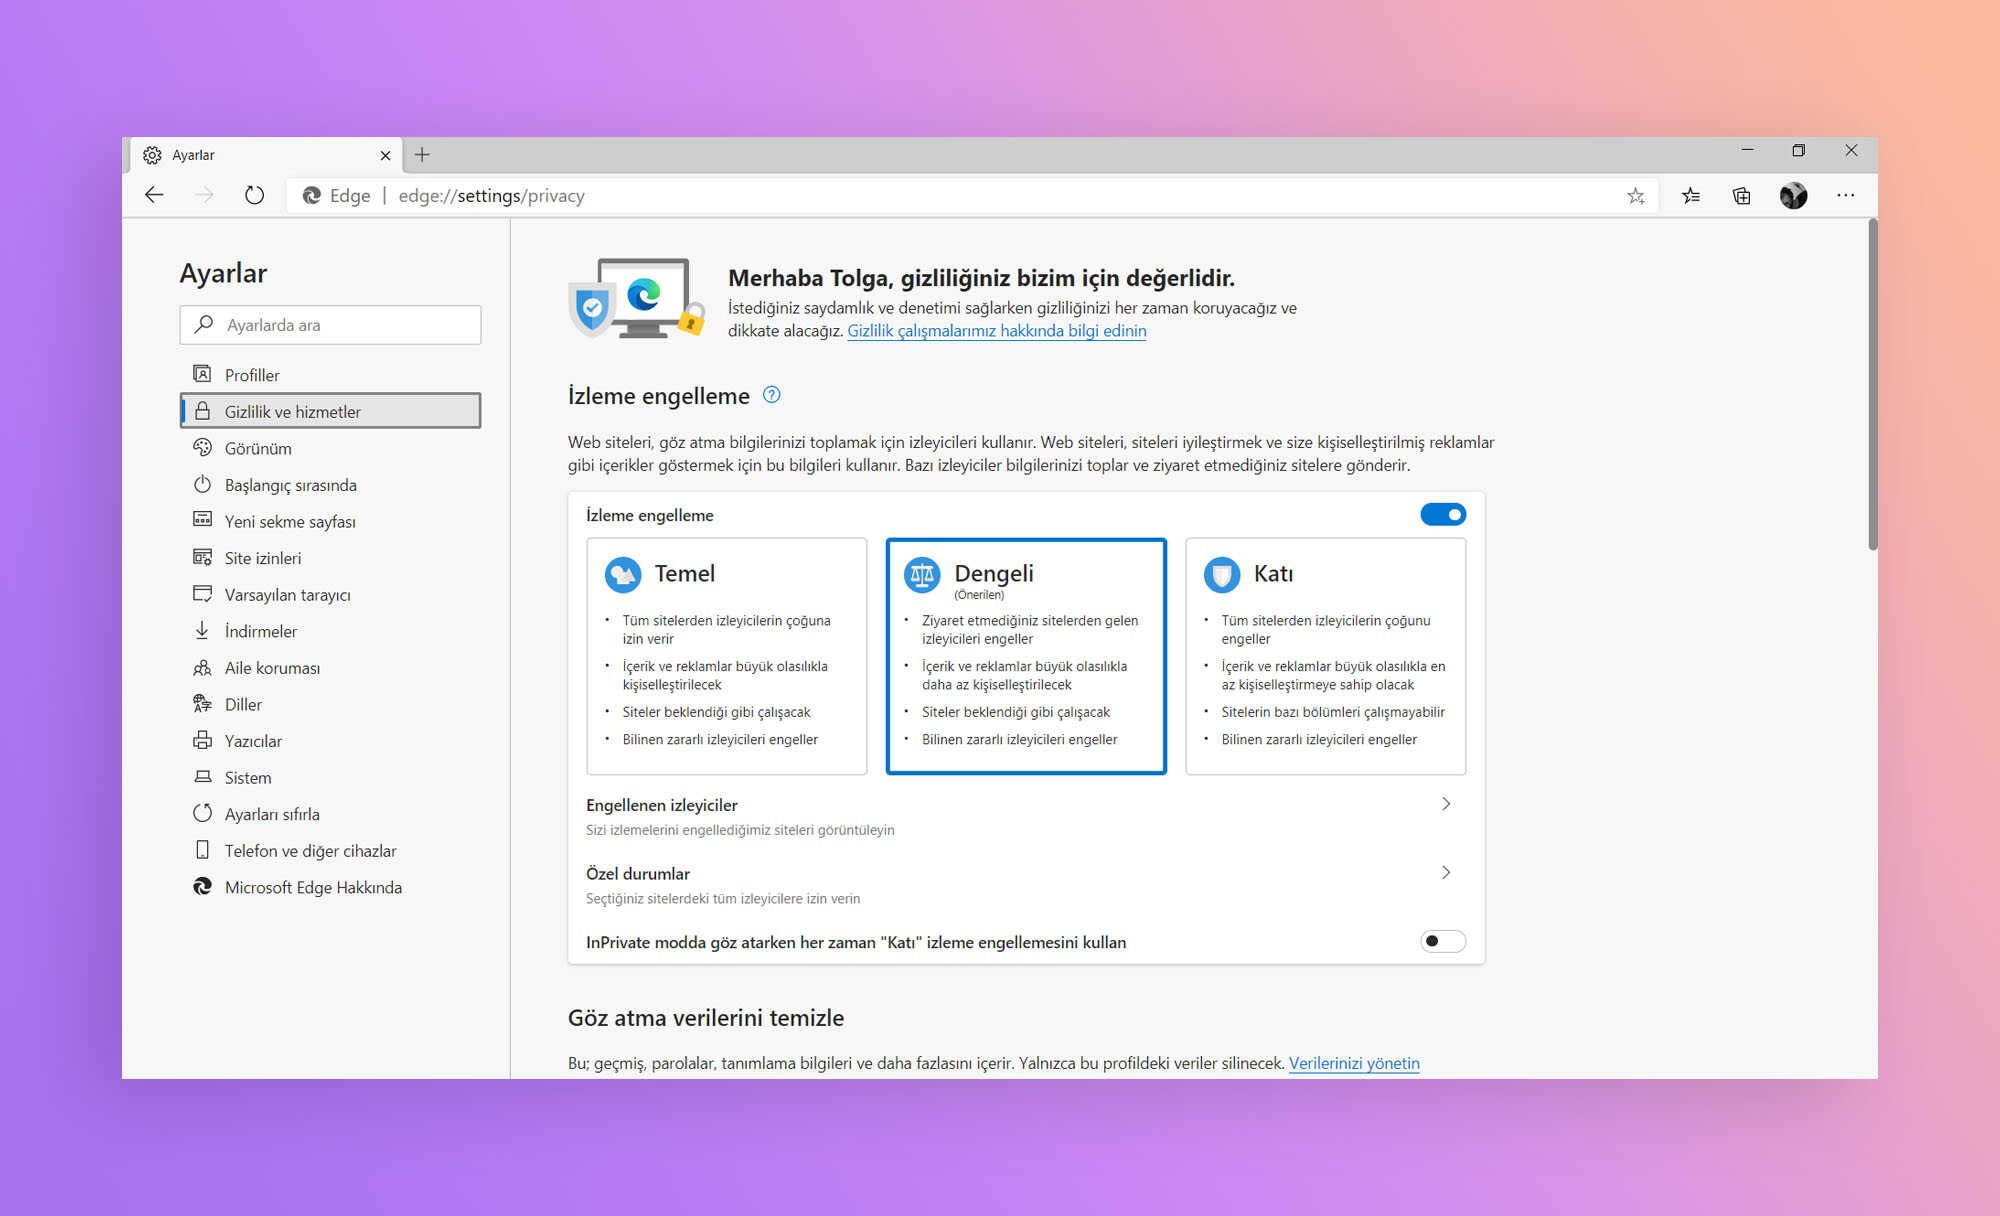 Ayarlar
Edge | edge://settings/privacy
Ayarlar
Ayarlarda ara
Profiller
Gizlilik ve hizmetler
Görünüm
Başlangıç sırasında
Yeni sekme sayfası
Site izinleri
Varsayılan tarayıcı
İndirmeler
Aile koruması
Diller
Yazıcılar
Sistem
Ayarları sıfırla
Telefon ve diğer cihazlar
Microsoft Edge Hakkında
Merhaba Tolga, gizliliğiniz bizim için değerlidir.
İstediğiniz saydamlık ve denetimi sağlarken gizliliğinizi her zaman koruyacağız ve
dikkate alacağız. Gizlilik çalışmalarımız hakkında bilgi edinin
İzleme engelleme
Web siteleri, göz atma bilgilerinizi toplamak için izleyicileri kullanır. Web siteleri, siteleri iyileştirmek ve size kişiselleştirilmiş reklamlar
gibi içerikler göstermek için bu bilgileri kullanır. Bazı izleyiciler bilgilerinizi toplar ve ziyaret etmediğiniz sitelere gönderir.
İzleme engelleme
Temel
• Tüm sitelerden izleyicilerin çoğuna
izin verir
• İçerik ve reklamlar büyük olasılıkla
kişiselleştirilecek
• Siteler beklendiği gibi çalışacak
• Bilinen zararlı izleyicileri engeller
Dengeli
(Önerilen)
• Ziyaret etmediğiniz sitelerden gelen
izleyicileri engeller
• İçerik ve reklamlar büyük olasılıkla
daha az kişiselleştirilecek
• Siteler beklendiği gibi çalışacak
• Bilinen zararlı izleyicileri engeller
Katı
• Tüm sitelerden izleyicilerin çoğunu
engeller
• İçerik ve reklamlar büyük olasılıkla en
az kişiselleştirmeye sahip olacak
• Sitelerin bazı bölümleri çalışmayabilir
• Bilinen zararlı izleyicileri engeller
Engellenen izleyiciler
Sizi izlemelerini engellediğimiz siteleri görüntüleyin
Özel durumlar
Seçtiğiniz sitelerdeki tüm izleyicilere izin verin
InPrivate modda göz atarken her zaman "Katı" izleme engellemesini kullan
Göz atma verilerini temizle
Bu; geçmiş, parolalar, tanımlama bilgileri ve daha fazlasını içerir. Yalnızca bu profildeki veriler silinecek. Verilerinizi yönetin